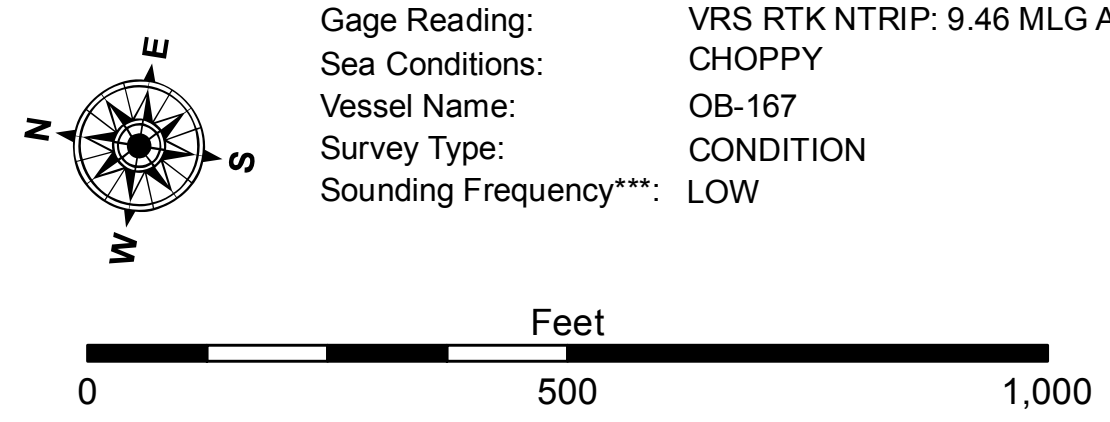 Gage Reading: VRS RTK NTRIP: 9.46 MLG A
Sea Conditions: CHOPPY
Vessel Name: OB-167
Survey Type: CONDITION
Sounding Frequency***: LOW
E
N
S
W
Feet
0 500 1,000